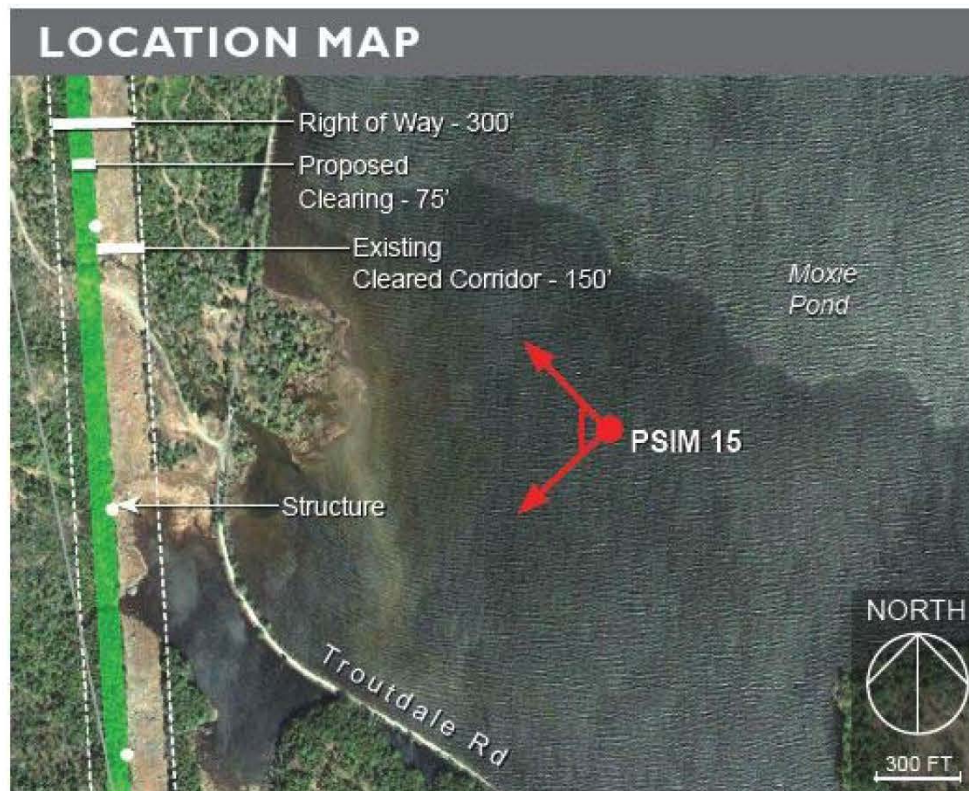 LOCATION MAP
Right of Way - 300'
Proposed
Clearing - 75'
Existing
Cleared Corridor - 150'
Moxie
Pond
PSIM 15
Structure
Troutdale Rd
NORTH
300 FT